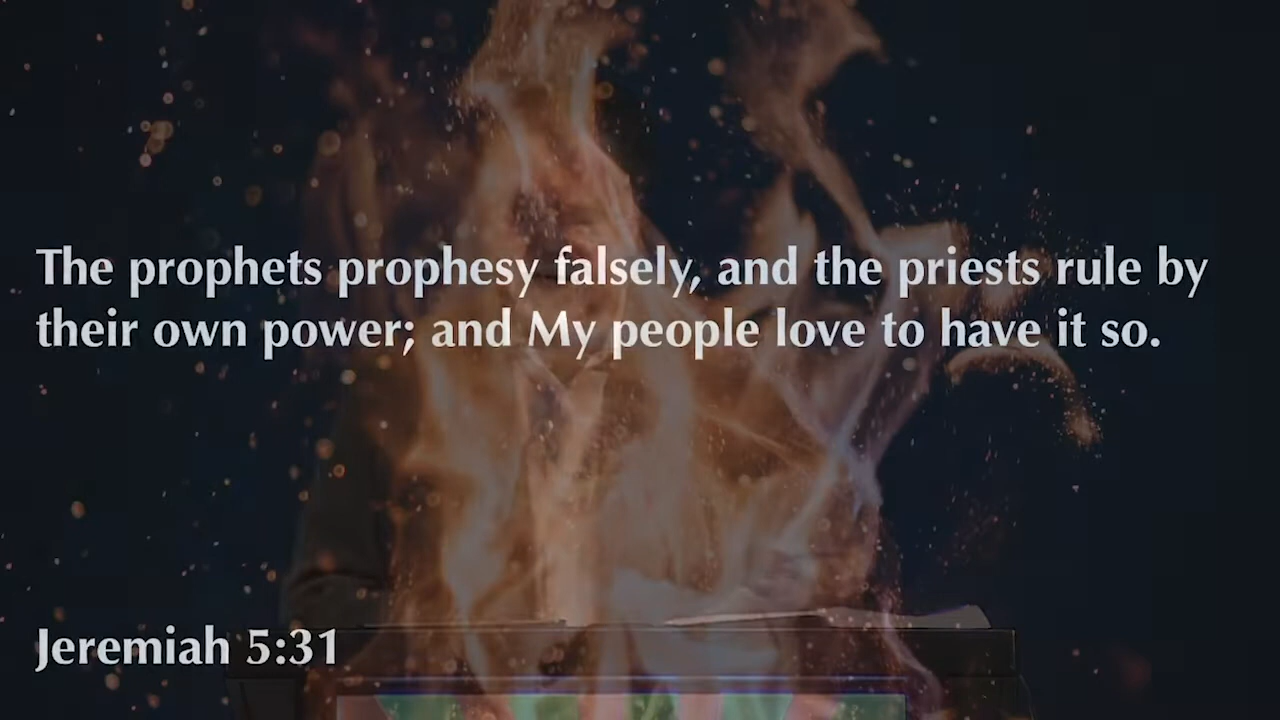 The prophets prophesy falsely, and the priests rule by
their own power; and My people love to have it so.
Jeremiah 5:31